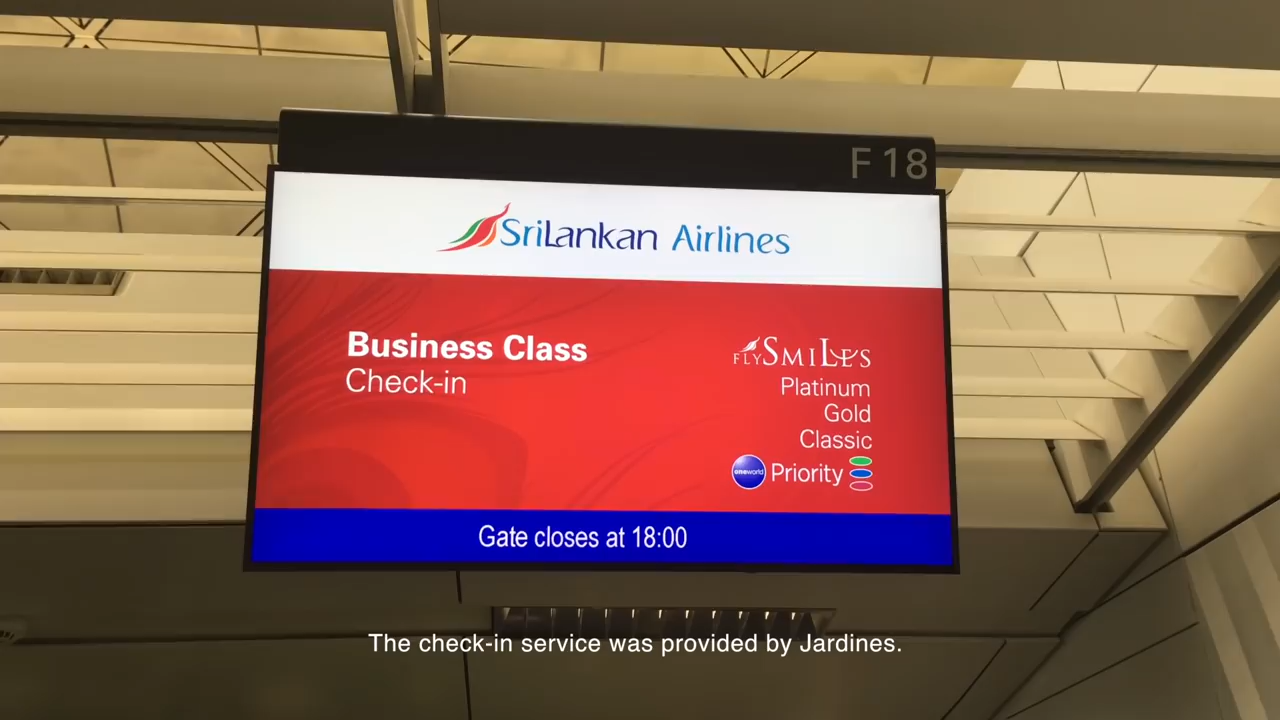 F 18
SriLankan Airlines
Business Class
Check-in
FLYSMiLES
Platinum
Gold
Classic
oneworld Priority
Gate closes at 18:00
The check-in service was provided by Jardines.